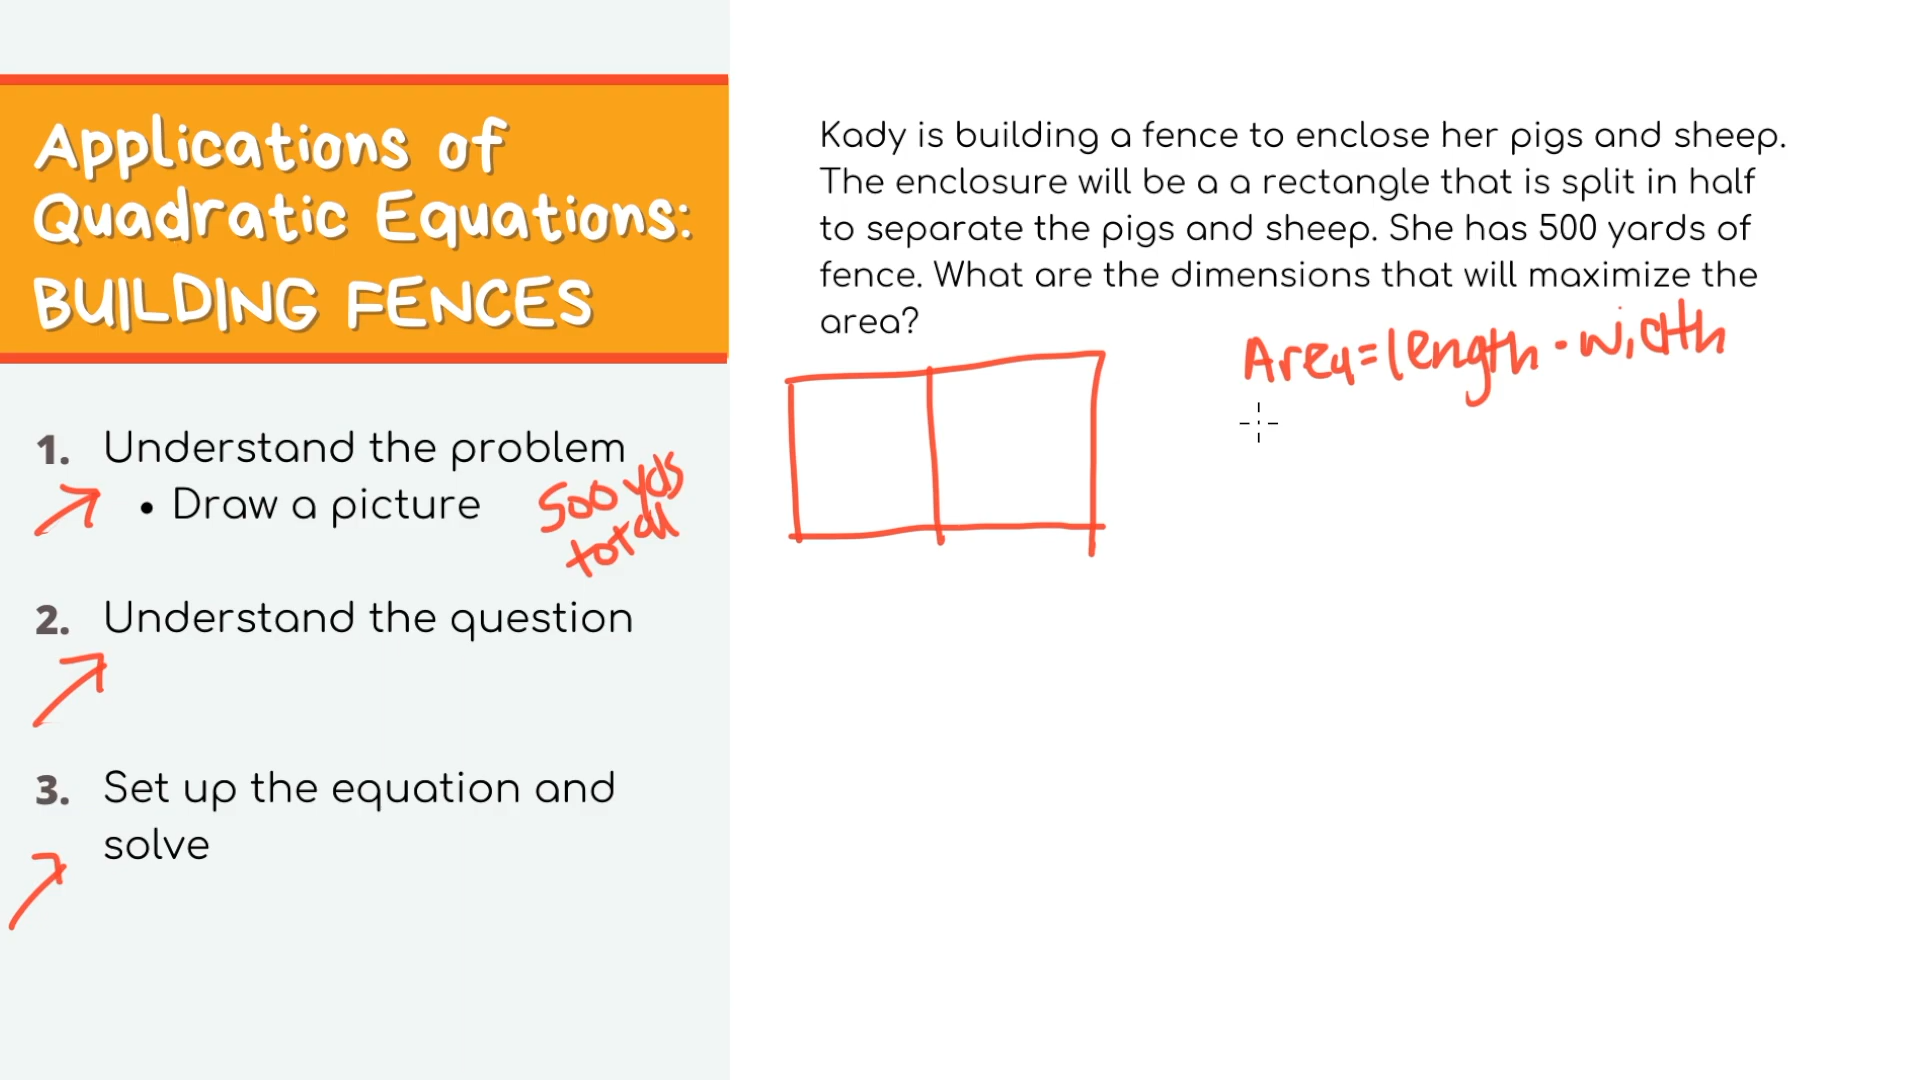 Applications of
Quadratic Equations:
BUILDING FENCES
1. Understand the problem
• Draw a picture
500 yds
total
2. Understand the question
3. Set up the equation and
solve
Kady is building a fence to enclose her pigs and sheep.
The enclosure will be a a rectangle that is split in half
to separate the pigs and sheep. She has 500 yards of
fence. What are the dimensions that will maximize the
area?
Area=length·width